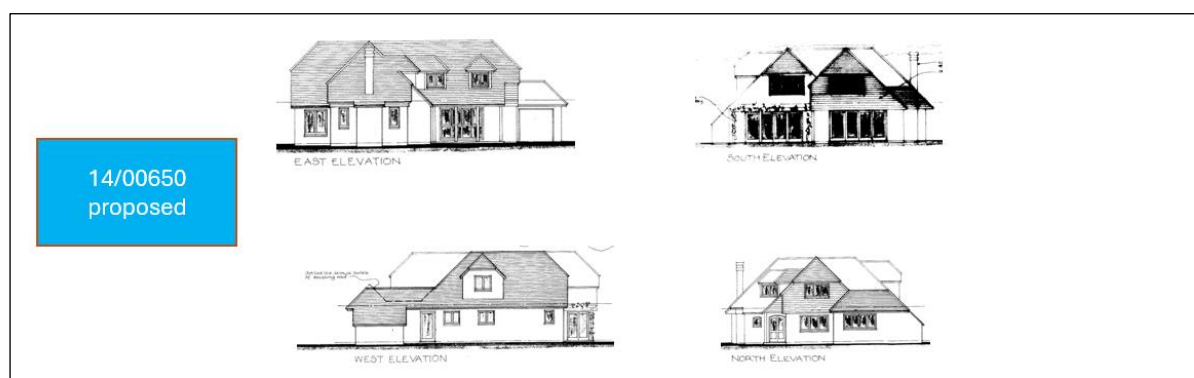 14/00650
proposed
EAST ELEVATION
SOUTH ELEVATION
WEST ELEVATION
NORTH ELEVATION